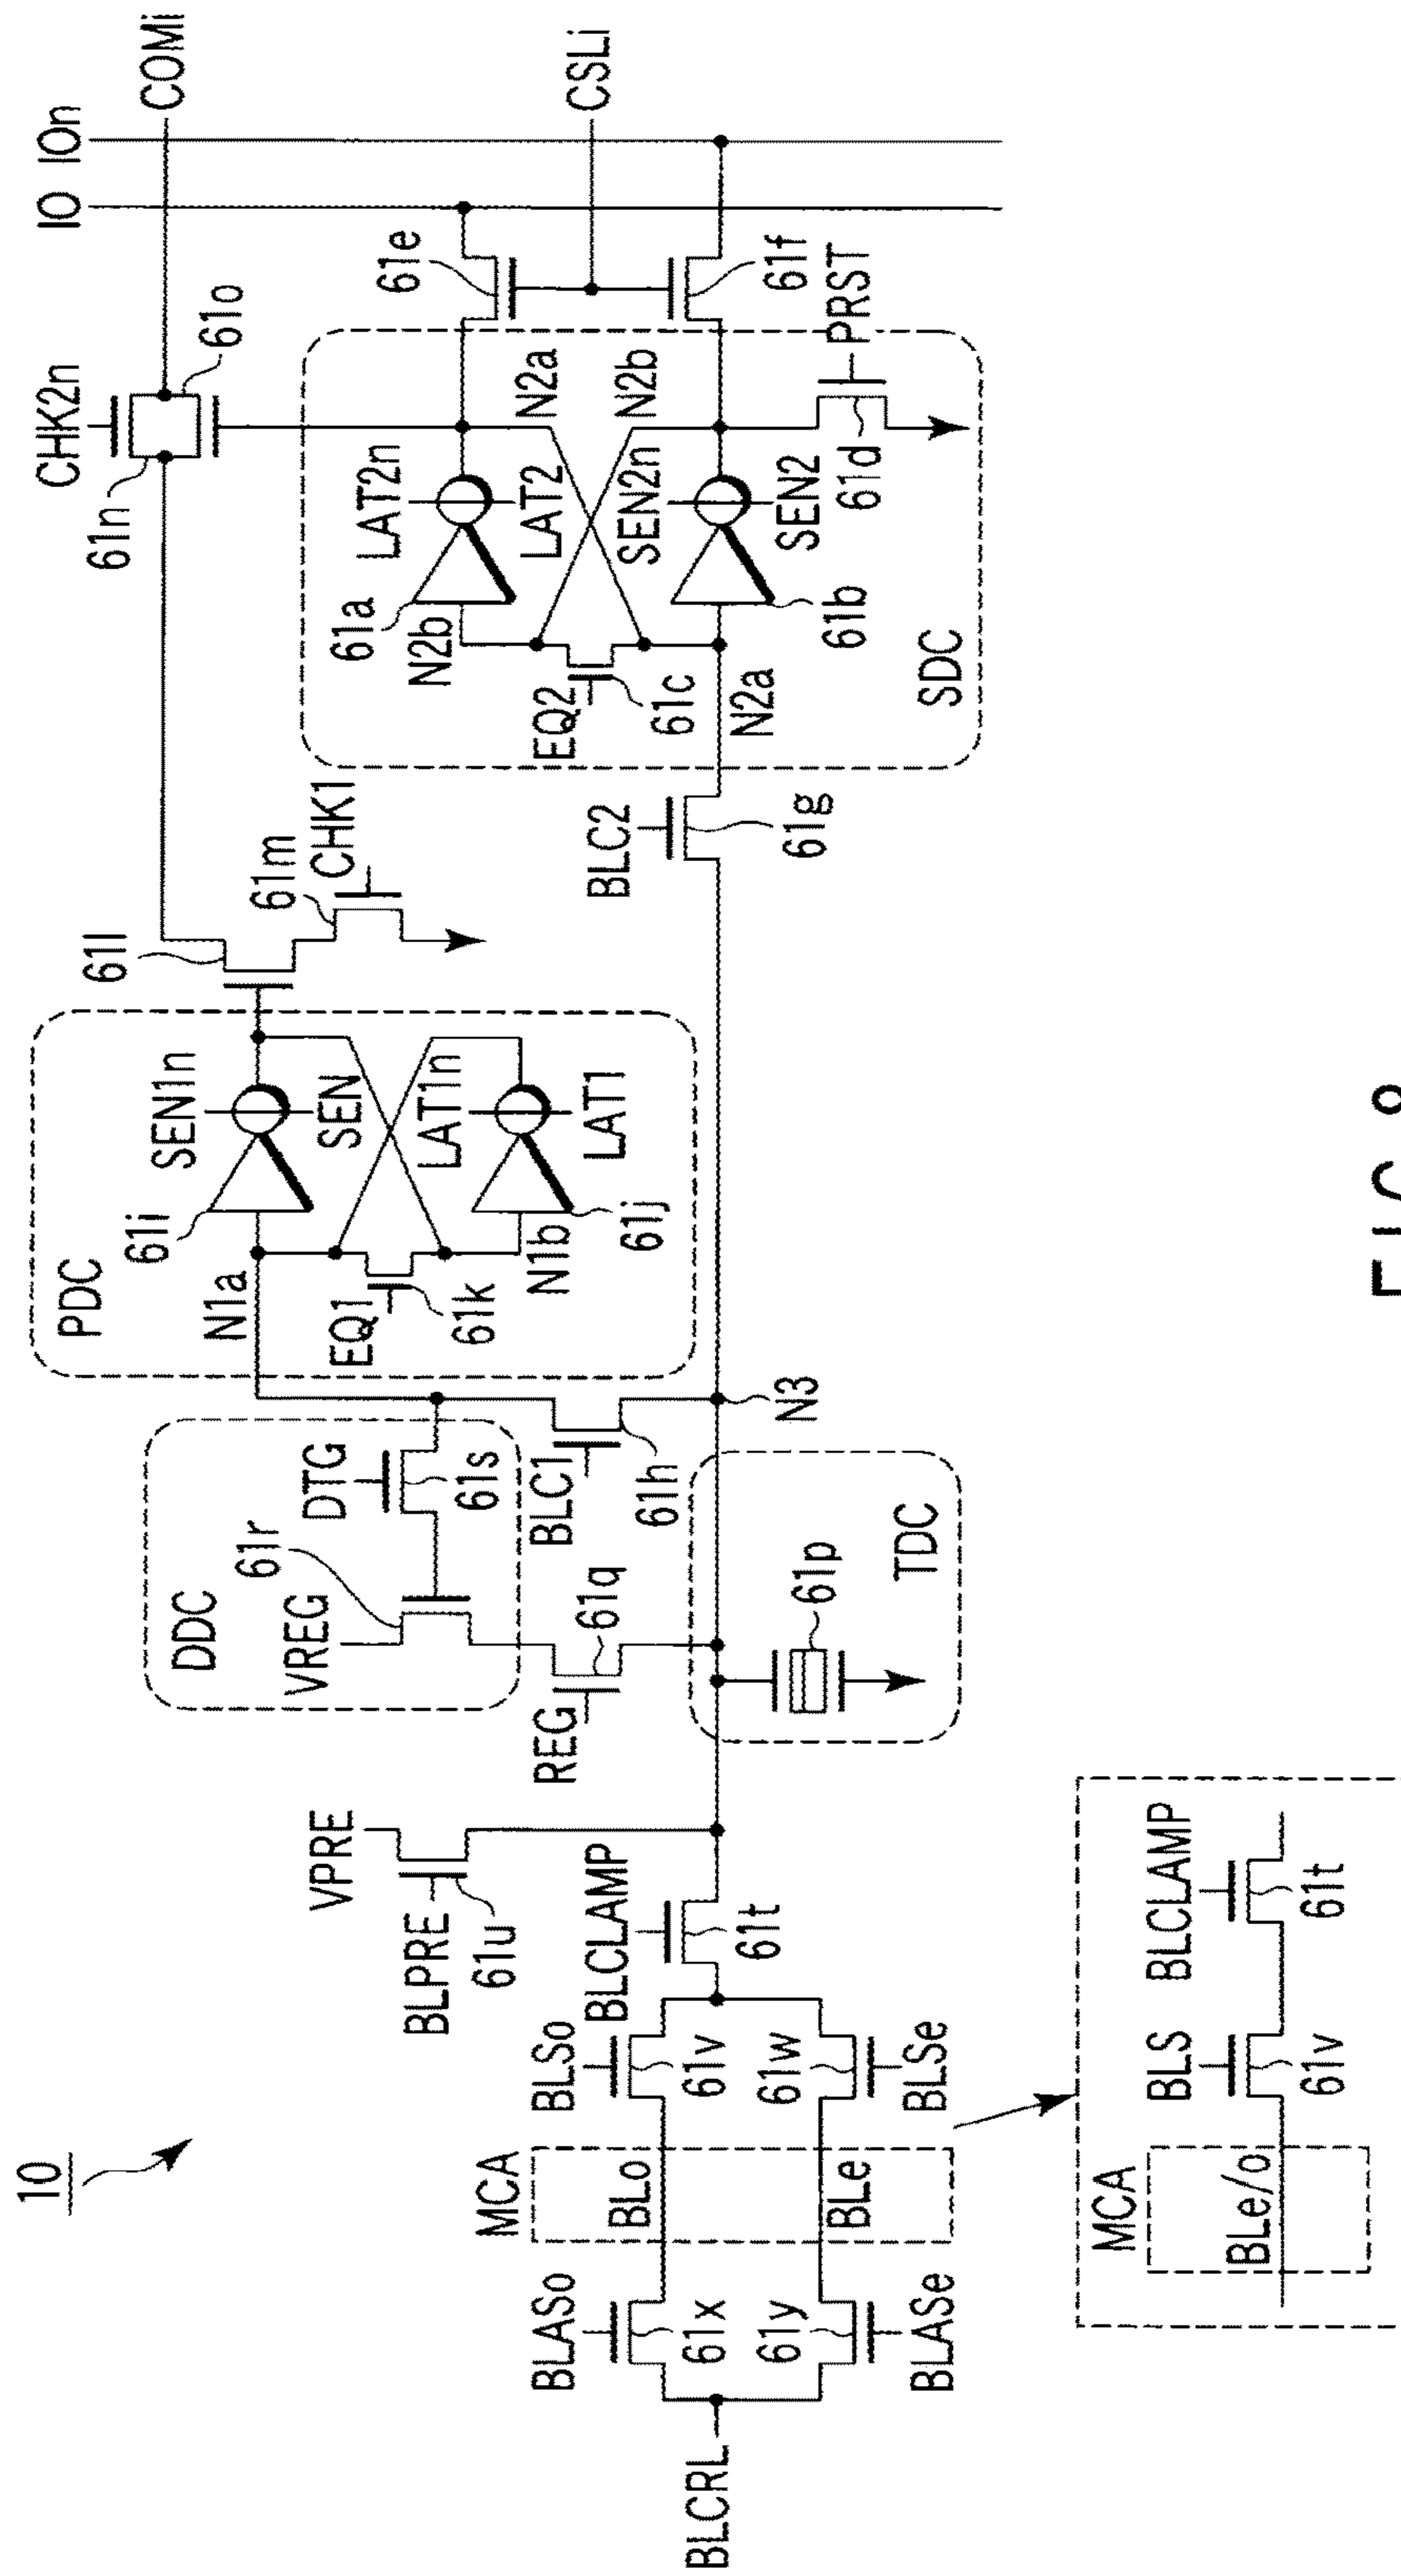 10
IO
IOn
COMi
CHK2n
61n
61o
61e
CSLi
61f
PRST
61d
LAT2n
LAT2
N2a
N2b
SEN2n
SEN2
61a
N2b
61b
EQ2
61c
N2a
SDC
BLC2
61g
61l
61m
CHK1
PDC
SEN1n
SEN
LAT1n
LAT1
61i
61j
N1a
N1b
EQ1
61k
N3
DDC
DTG
61s
61r
VREG
BLC1
61h
REG
61q
TDC
61p
VPRE
BLPRE
61u
BLCLAMP
61t
BLSo
61v
61w
BLSe
MCA
BLo
BLe
BLASo
61x
61y
BLASe
BLCRL
MCA
BLe/o
BLS
61v
BLCLAMP
61t